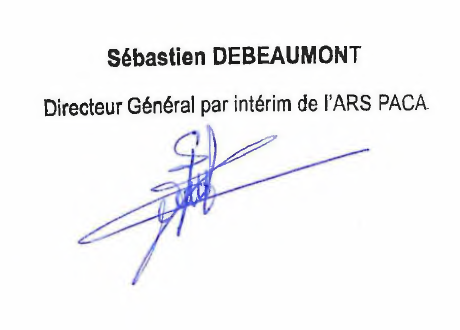 Sébastien DEBEAUMONT
Directeur Général par intérim de l'ARS PACA